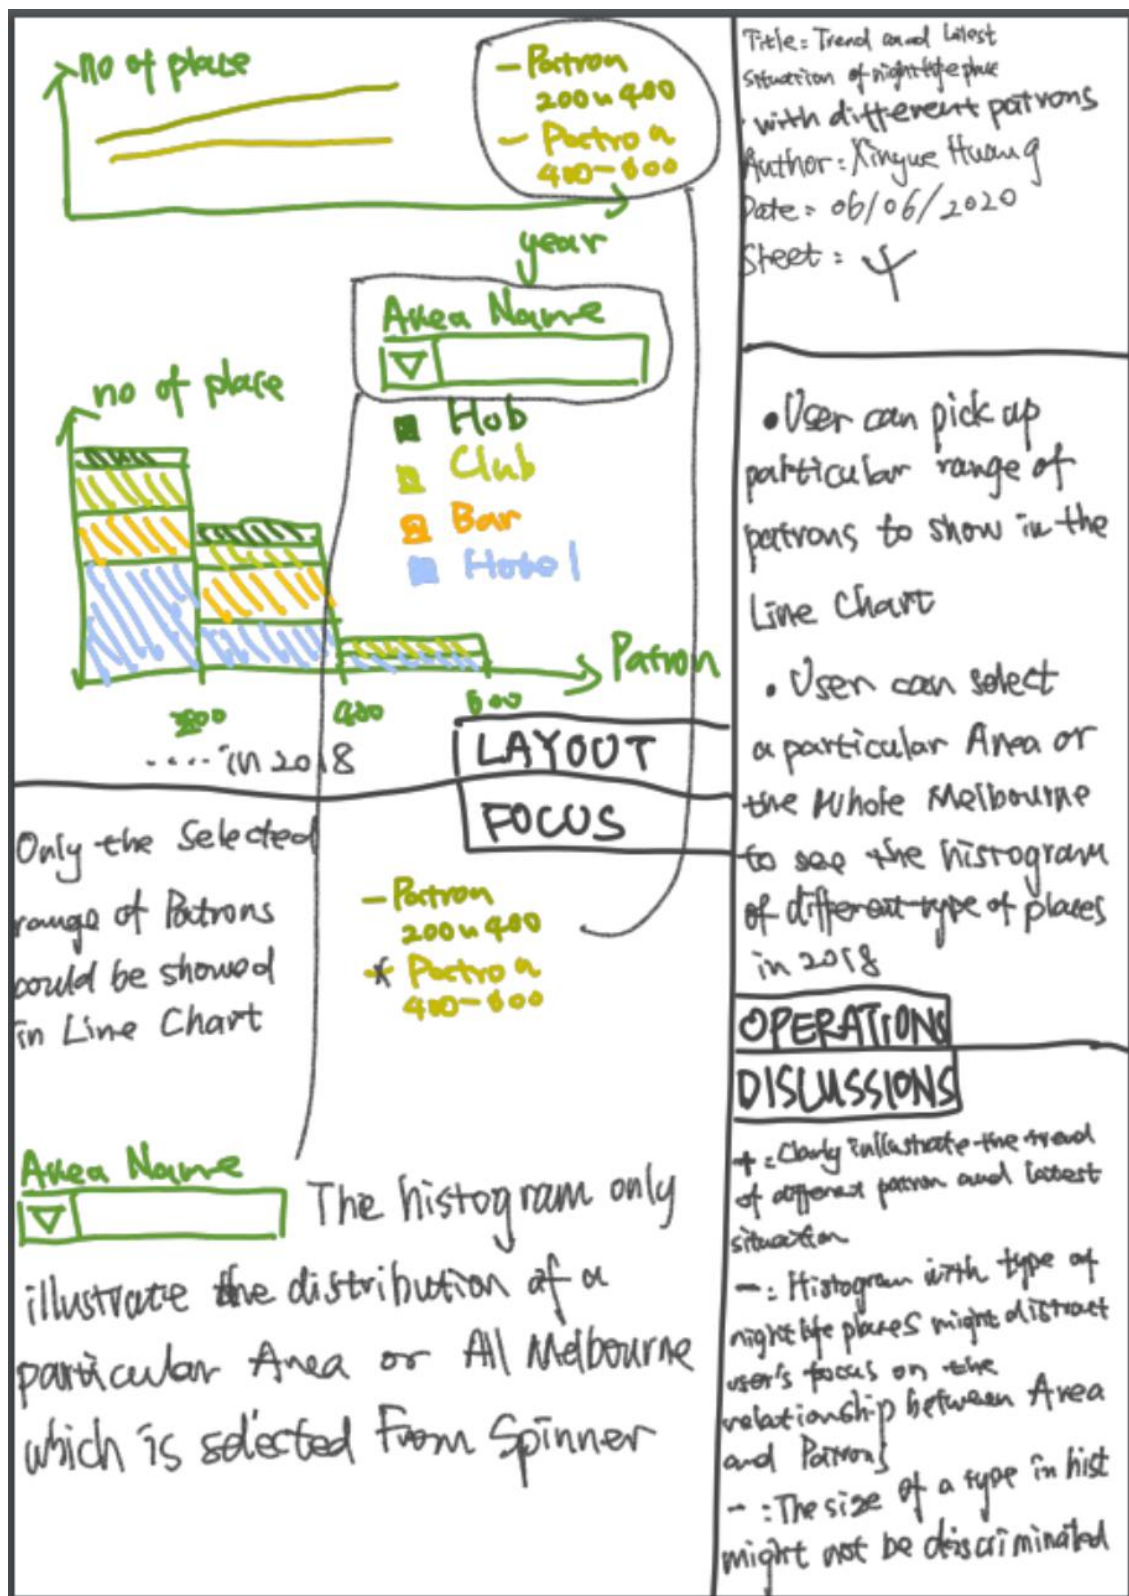 no of place
- Patron
200 ~ 400
- Patron
400-600
year
Area Name
Hob
Club
Bar
Hotel
no of place
Patron
200
400
600
.... in 2018
LAYOUT
FOCUS
Only the Selected
range of Patrons
could be showed
in Line Chart
- Patron
200 ~ 400
Patron
400-600
Area Name
The histogram only
illustrate the distribution of a
particular Area or All Melbourne
which is selected From Spinner
Title = Trend and latest
situation of nightlife place
with different patrons
Author: Xinyue Huang
Date = 06/06/2020
Sheet: 4
• User can pick up
particular range of
patrons to show in the
Line Chart
• User can select
a particular Area or
the Whole Melbourne
to see the histogram
of different type of places
in 2018
OPERATIONS
DISCUSSIONS
+ : the trend
of different patron and latest
situation
- : Histogram with type of
nightlife places might distract
user's focus on the
relationship between Area
and Patrons
- : The size of a type in hist
might not be discriminated